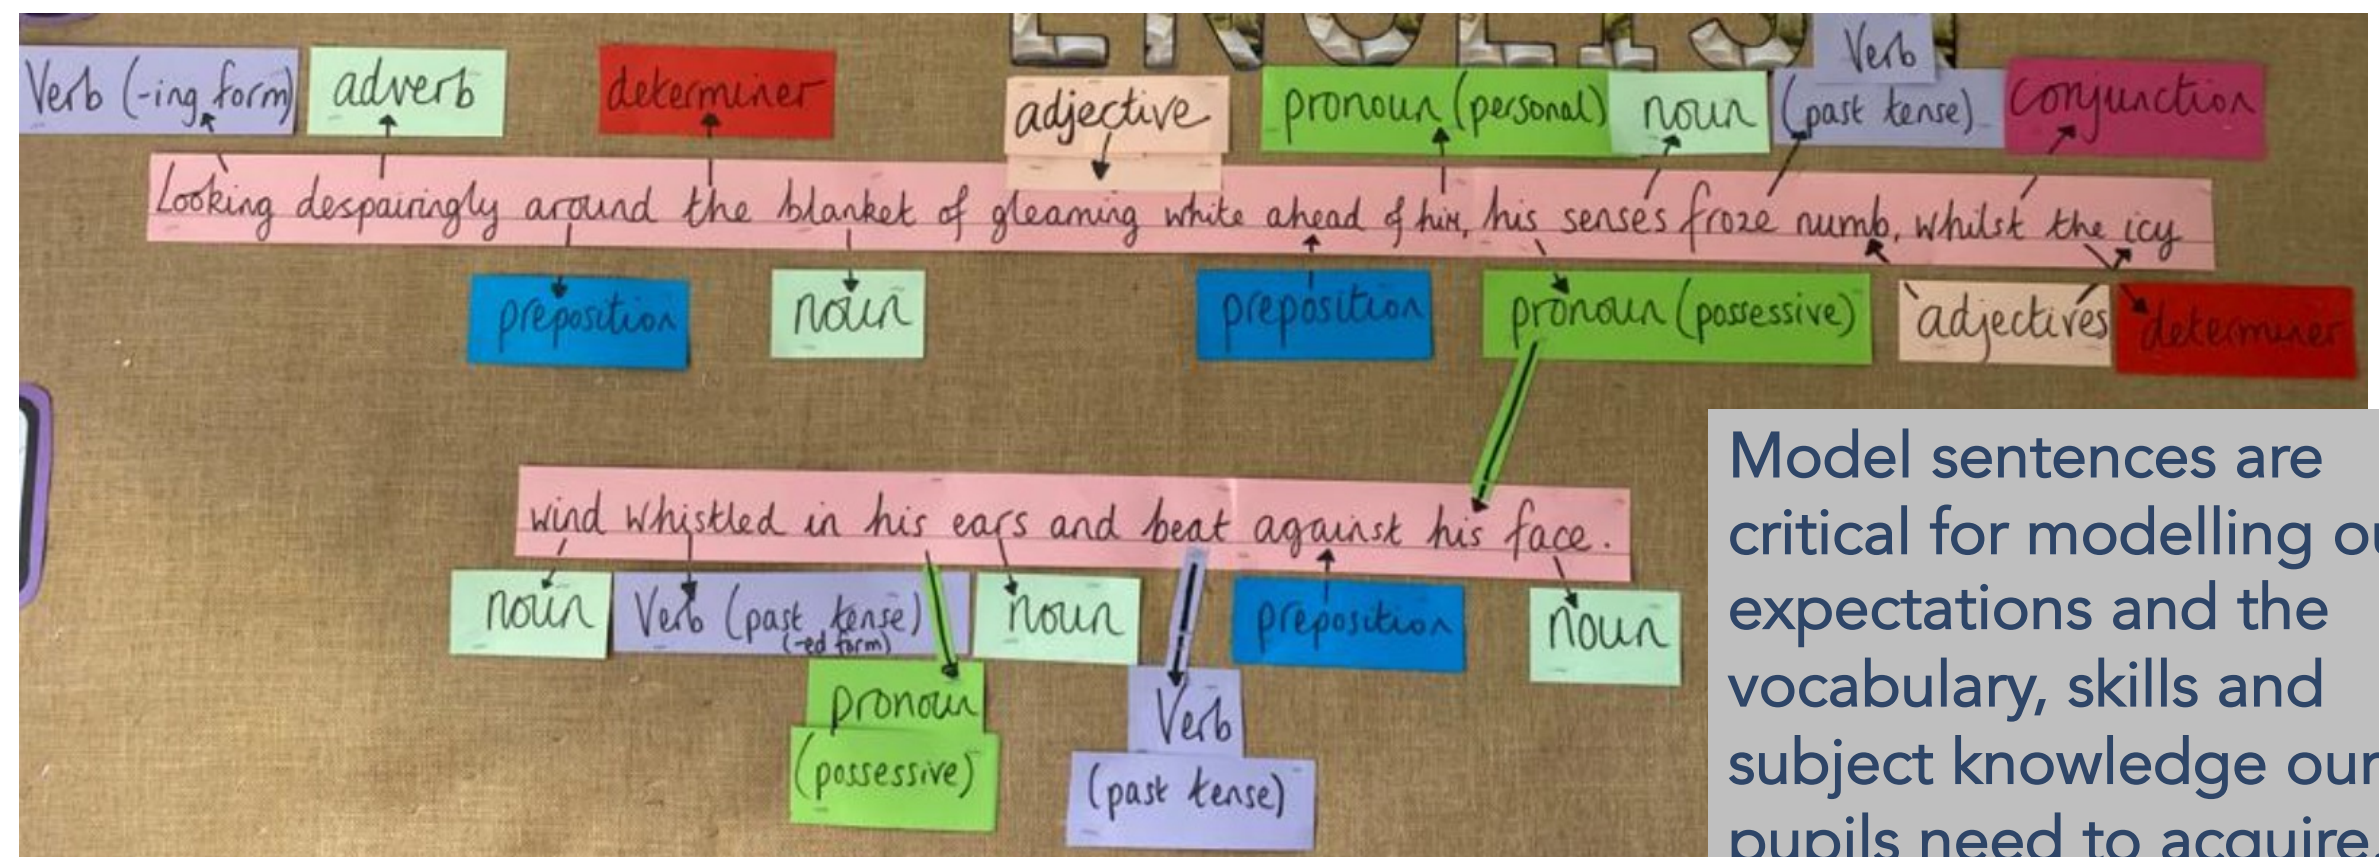 ENGLIS
Verb (-ing form) adverb determiner adjective pronoun (personal) noun Verb (past tense) conjunction
Looking despairingly around the blanket of gleaming white ahead of him, his senses froze numb, whilst the icy
preposition noun preposition pronoun (possessive) adjectives determiner
wind whistled in his ears and beat against his face.
noun Verb (past tense) (-ed form) noun preposition noun
pronoun (possessive) Verb (past tense)
Model sentences are
critical for modelling ou
expectations and the
vocabulary, skills and
subject knowledge our
pupils need to acquire.